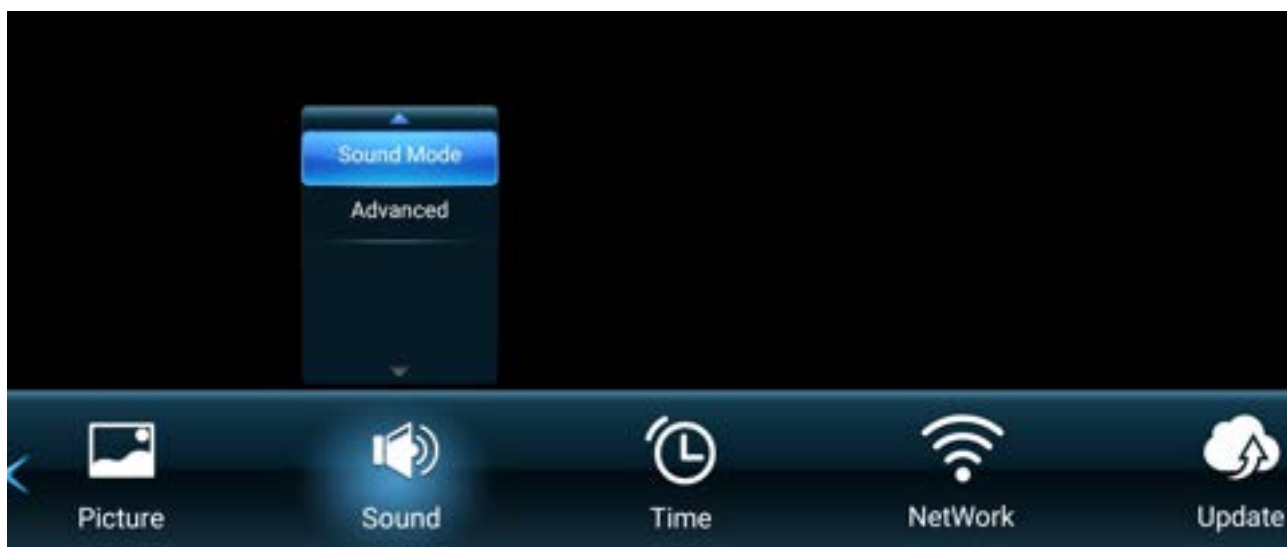 Sound Mode
Advanced
Picture
Sound
Time
NetWork
Update